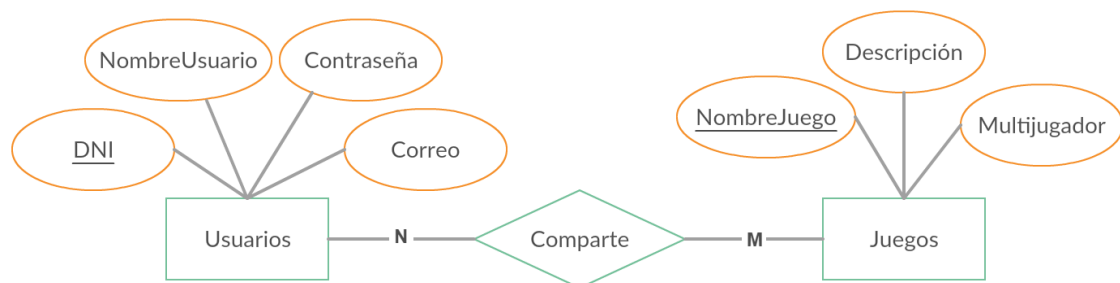 NombreUsuario
Contraseña
DNI
Correo
Descripción
NombreJuego
Multijugador
Usuarios
N
Comparte
M
Juegos